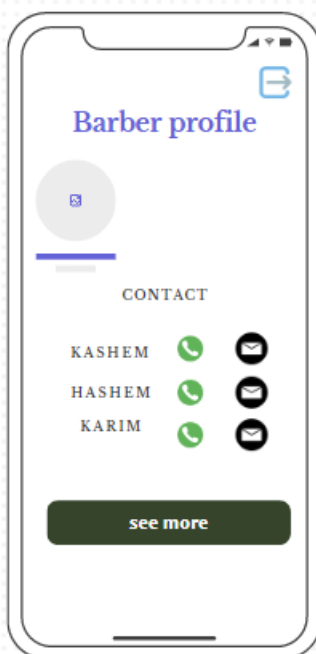 Barber profile
CONTACT
KASHEM
HASHEM
KARIM
see more